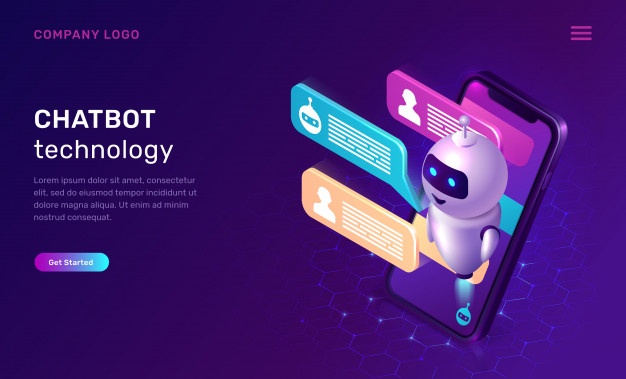 COMPANY LOGO
CHATBOT
technology
Lorem ipsum dolor sit amet, consectetur
elit, sed do eiusmod tempor incididunt ut
dolore magna aliqua. Ut enim ad minim
nostrud consequat.
Get Started